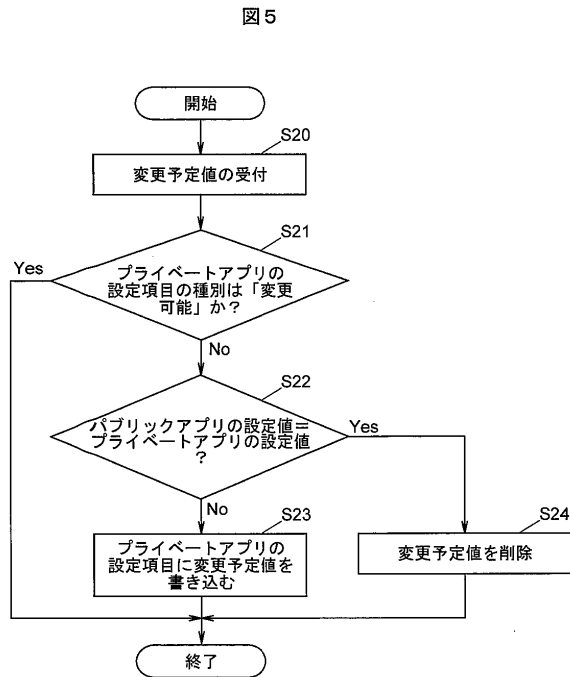 図5
開始
S20
変更予定値の受付
S21
Yes
プライベートアプリの
設定項目の種別は「変更
可能」か？
No
S22
パブリックアプリの設定値＝
プライベートアプリの設定値
？
Yes
No
S23
プライベートアプリの
設定項目に変更予定値を
書き込む
S24
変更予定値を削除
終了